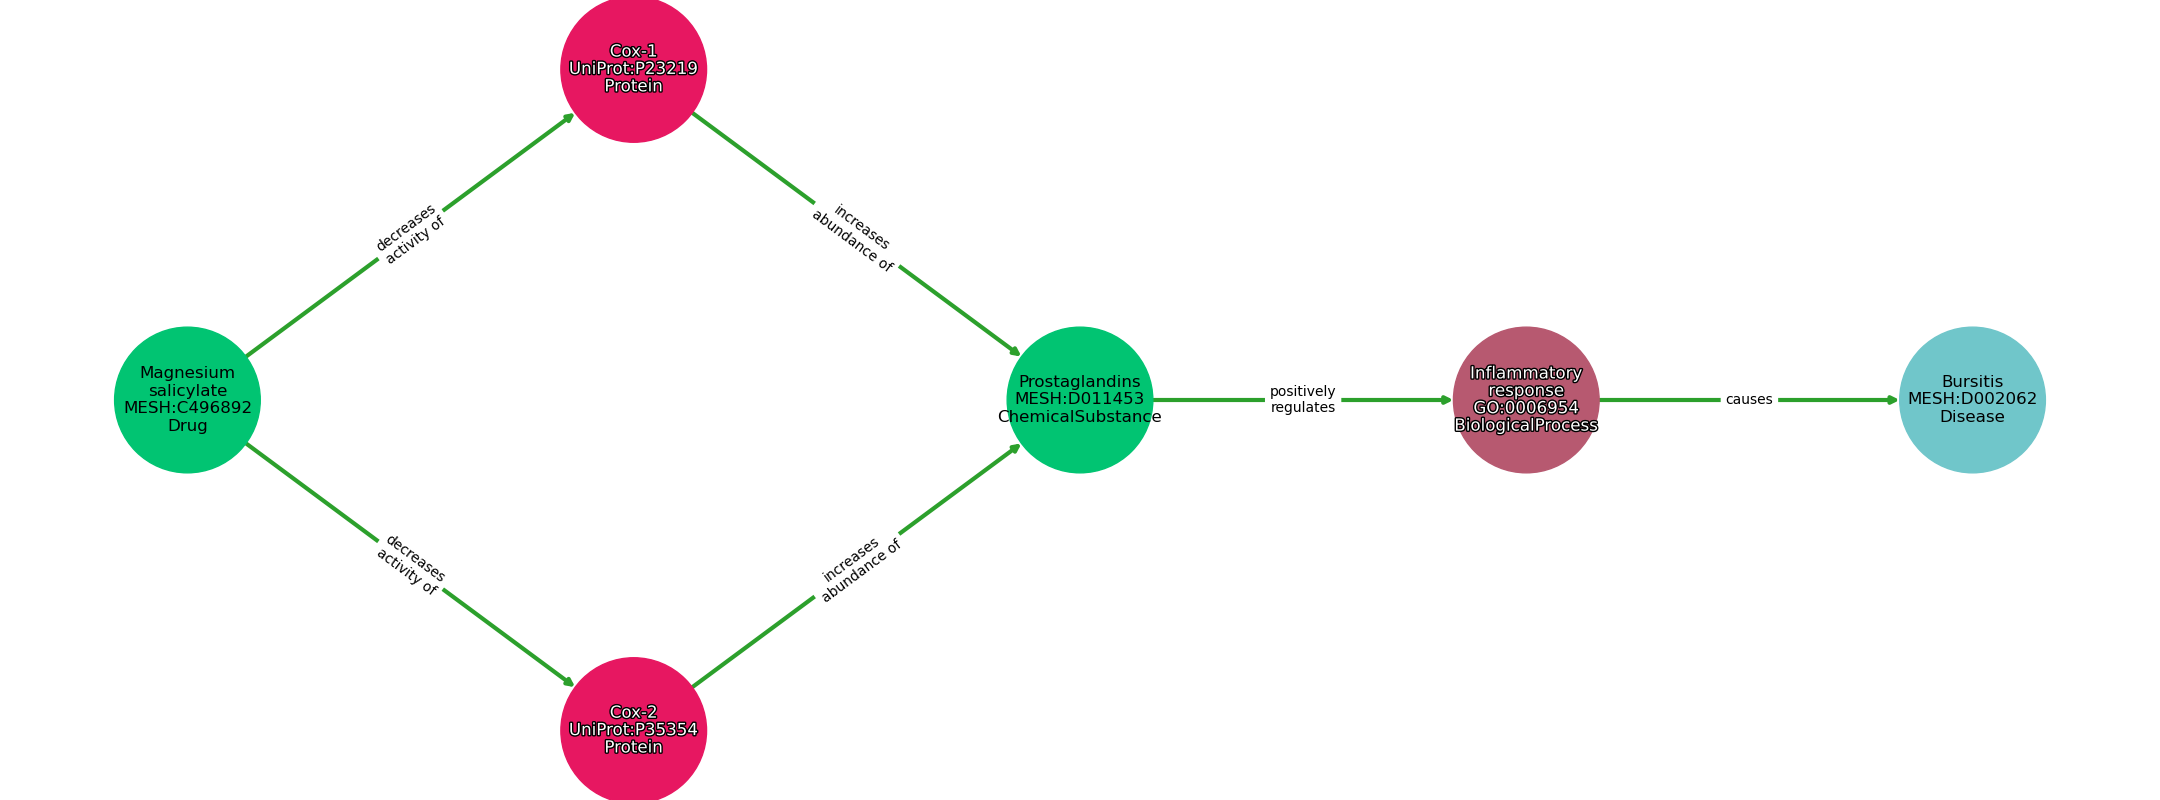 Cox-1
UniProt:P23219
Protein
decreases
activity of
increases
abundance of
Magnesium
salicylate
MESH:C496892
Drug
Prostaglandins
MESH:D011453
ChemicalSubstance
positively
regulates
Inflammatory
response
GO:0006954
BiologicalProcess
causes
Bursitis
MESH:D002062
Disease
decreases
activity of
increases
abundance of
Cox-2
UniProt:P35354
Protein